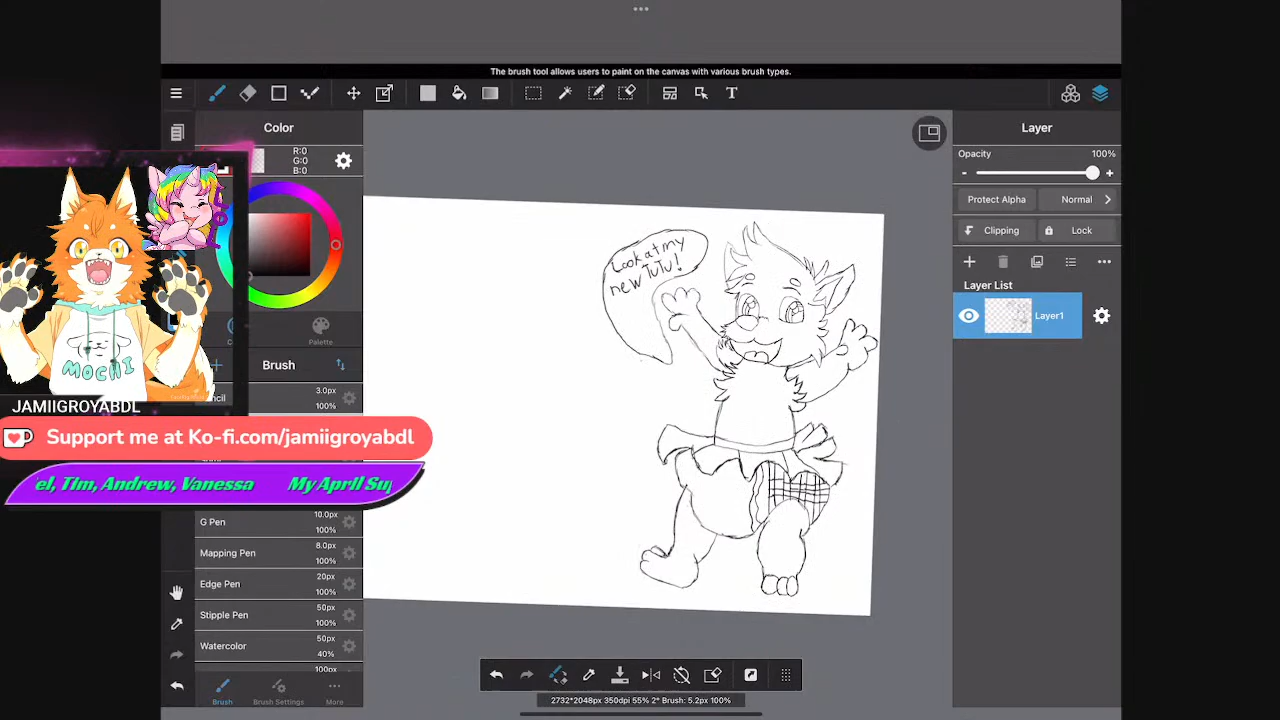 The brush tool allows users to paint on the canvas with various brush types.
Color
R:0
G:0
B:0
Palette
Brush
3.0px
100%
JAMIIGROYABDL
MOCHI
Support me at Ko-fi.com/jamiigroyabdl
Tim, Andrew, Vanessa My April
G Pen 10.0px
100%
Mapping Pen 8.0px
100%
Edge Pen 20px
100%
Stipple Pen 50px
100%
Watercolor 50px
40%
100px
Brush Brush Settings More
Look at my
new TuTu!
2732*2048px 350dpi 55% 2° Brush: 5.2px 100%
Layer
Opacity 100%
- +
Protect Alpha Normal
Clipping Lock
Layer List
Layer1